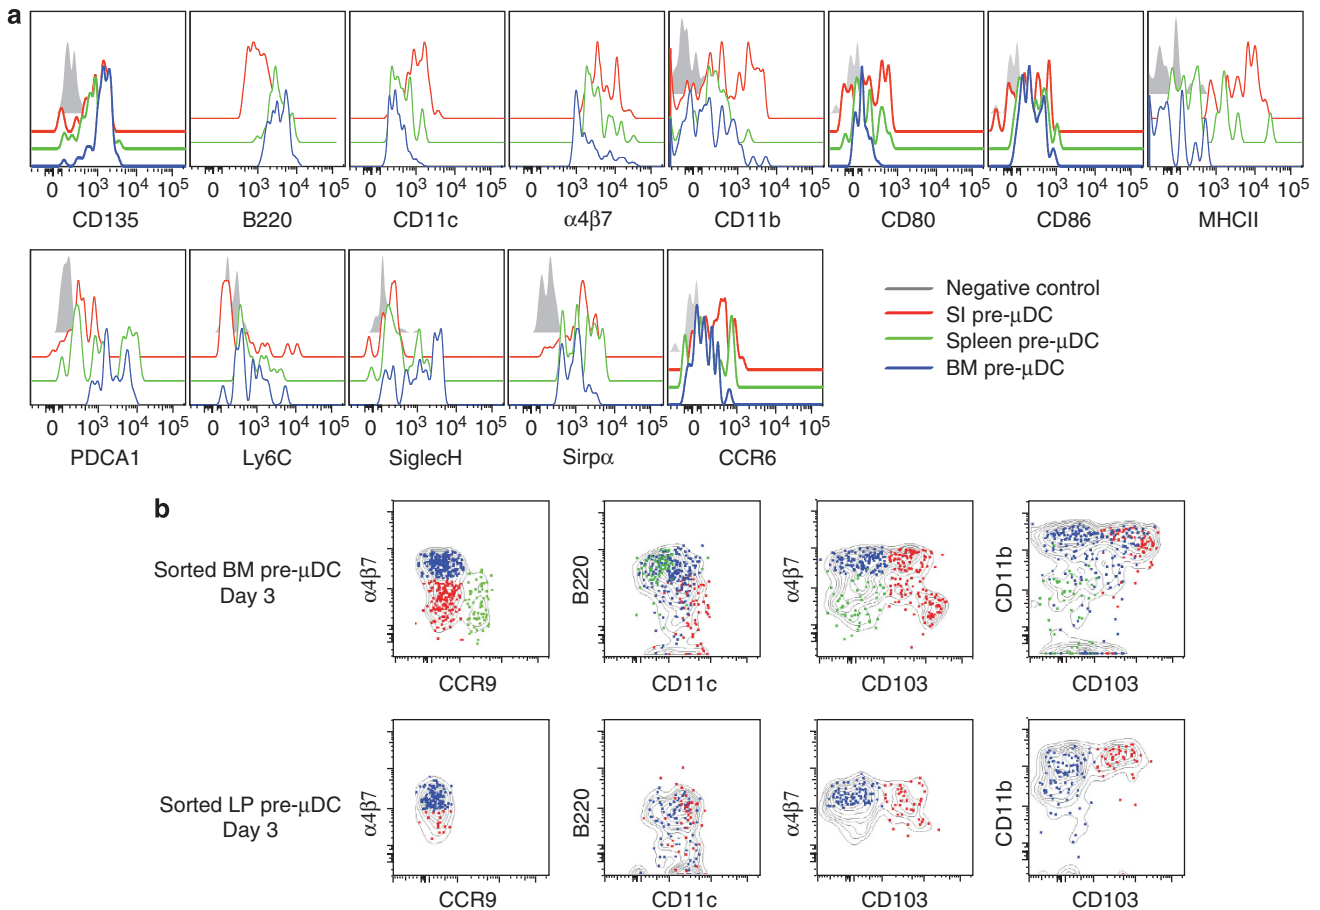 a
0 10³ 10⁴ 10⁵ 0 10³ 10⁴ 10⁵ 0 10³ 10⁴ 10⁵ 0 10³ 10⁴ 10⁵ 0 10³ 10⁴ 10⁵ 0 10³ 10⁴ 10⁵ 0 10³ 10⁴ 10⁵ 0 10³ 10⁴ 10⁵
CD135 B220 CD11c α4β7 CD11b CD80 CD86 MHCII
Negative control
SI pre-μDC
Spleen pre-μDC
BM pre-μDC
0 10³ 10⁴ 10⁵ 0 10³ 10⁴ 10⁵ 0 10³ 10⁴ 10⁵ 0 10³ 10⁴ 10⁵ 0 10³ 10⁴ 10⁵
PDCA1 Ly6C SiglecH Sirpα CCR6
b
Sorted BM pre-μDC
Day 3
α4β7 B220 α4β7 CD11b
CCR9 CD11c CD103 CD103
Sorted LP pre-μDC
Day 3
α4β7 B220 α4β7 CD11b
CCR9 CD11c CD103 CD103